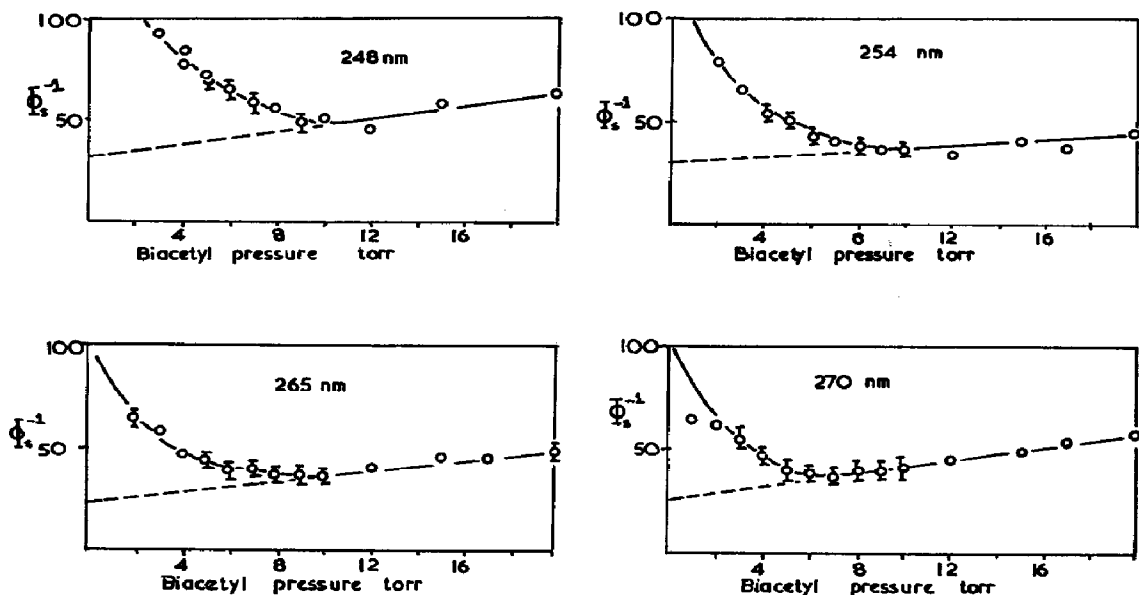 100
Φₛ⁻¹
50
248 nm
4 8 12 16
Biacetyl pressure torr
100
Φₛ⁻¹
50
254 nm
4 8 12 16
Biacetyl pressure torr
100
Φₛ⁻¹
50
265 nm
4 8 12 16
Biacetyl pressure torr
100
Φₛ⁻¹
50
270 nm
4 8 12 16
Biacetyl pressure torr